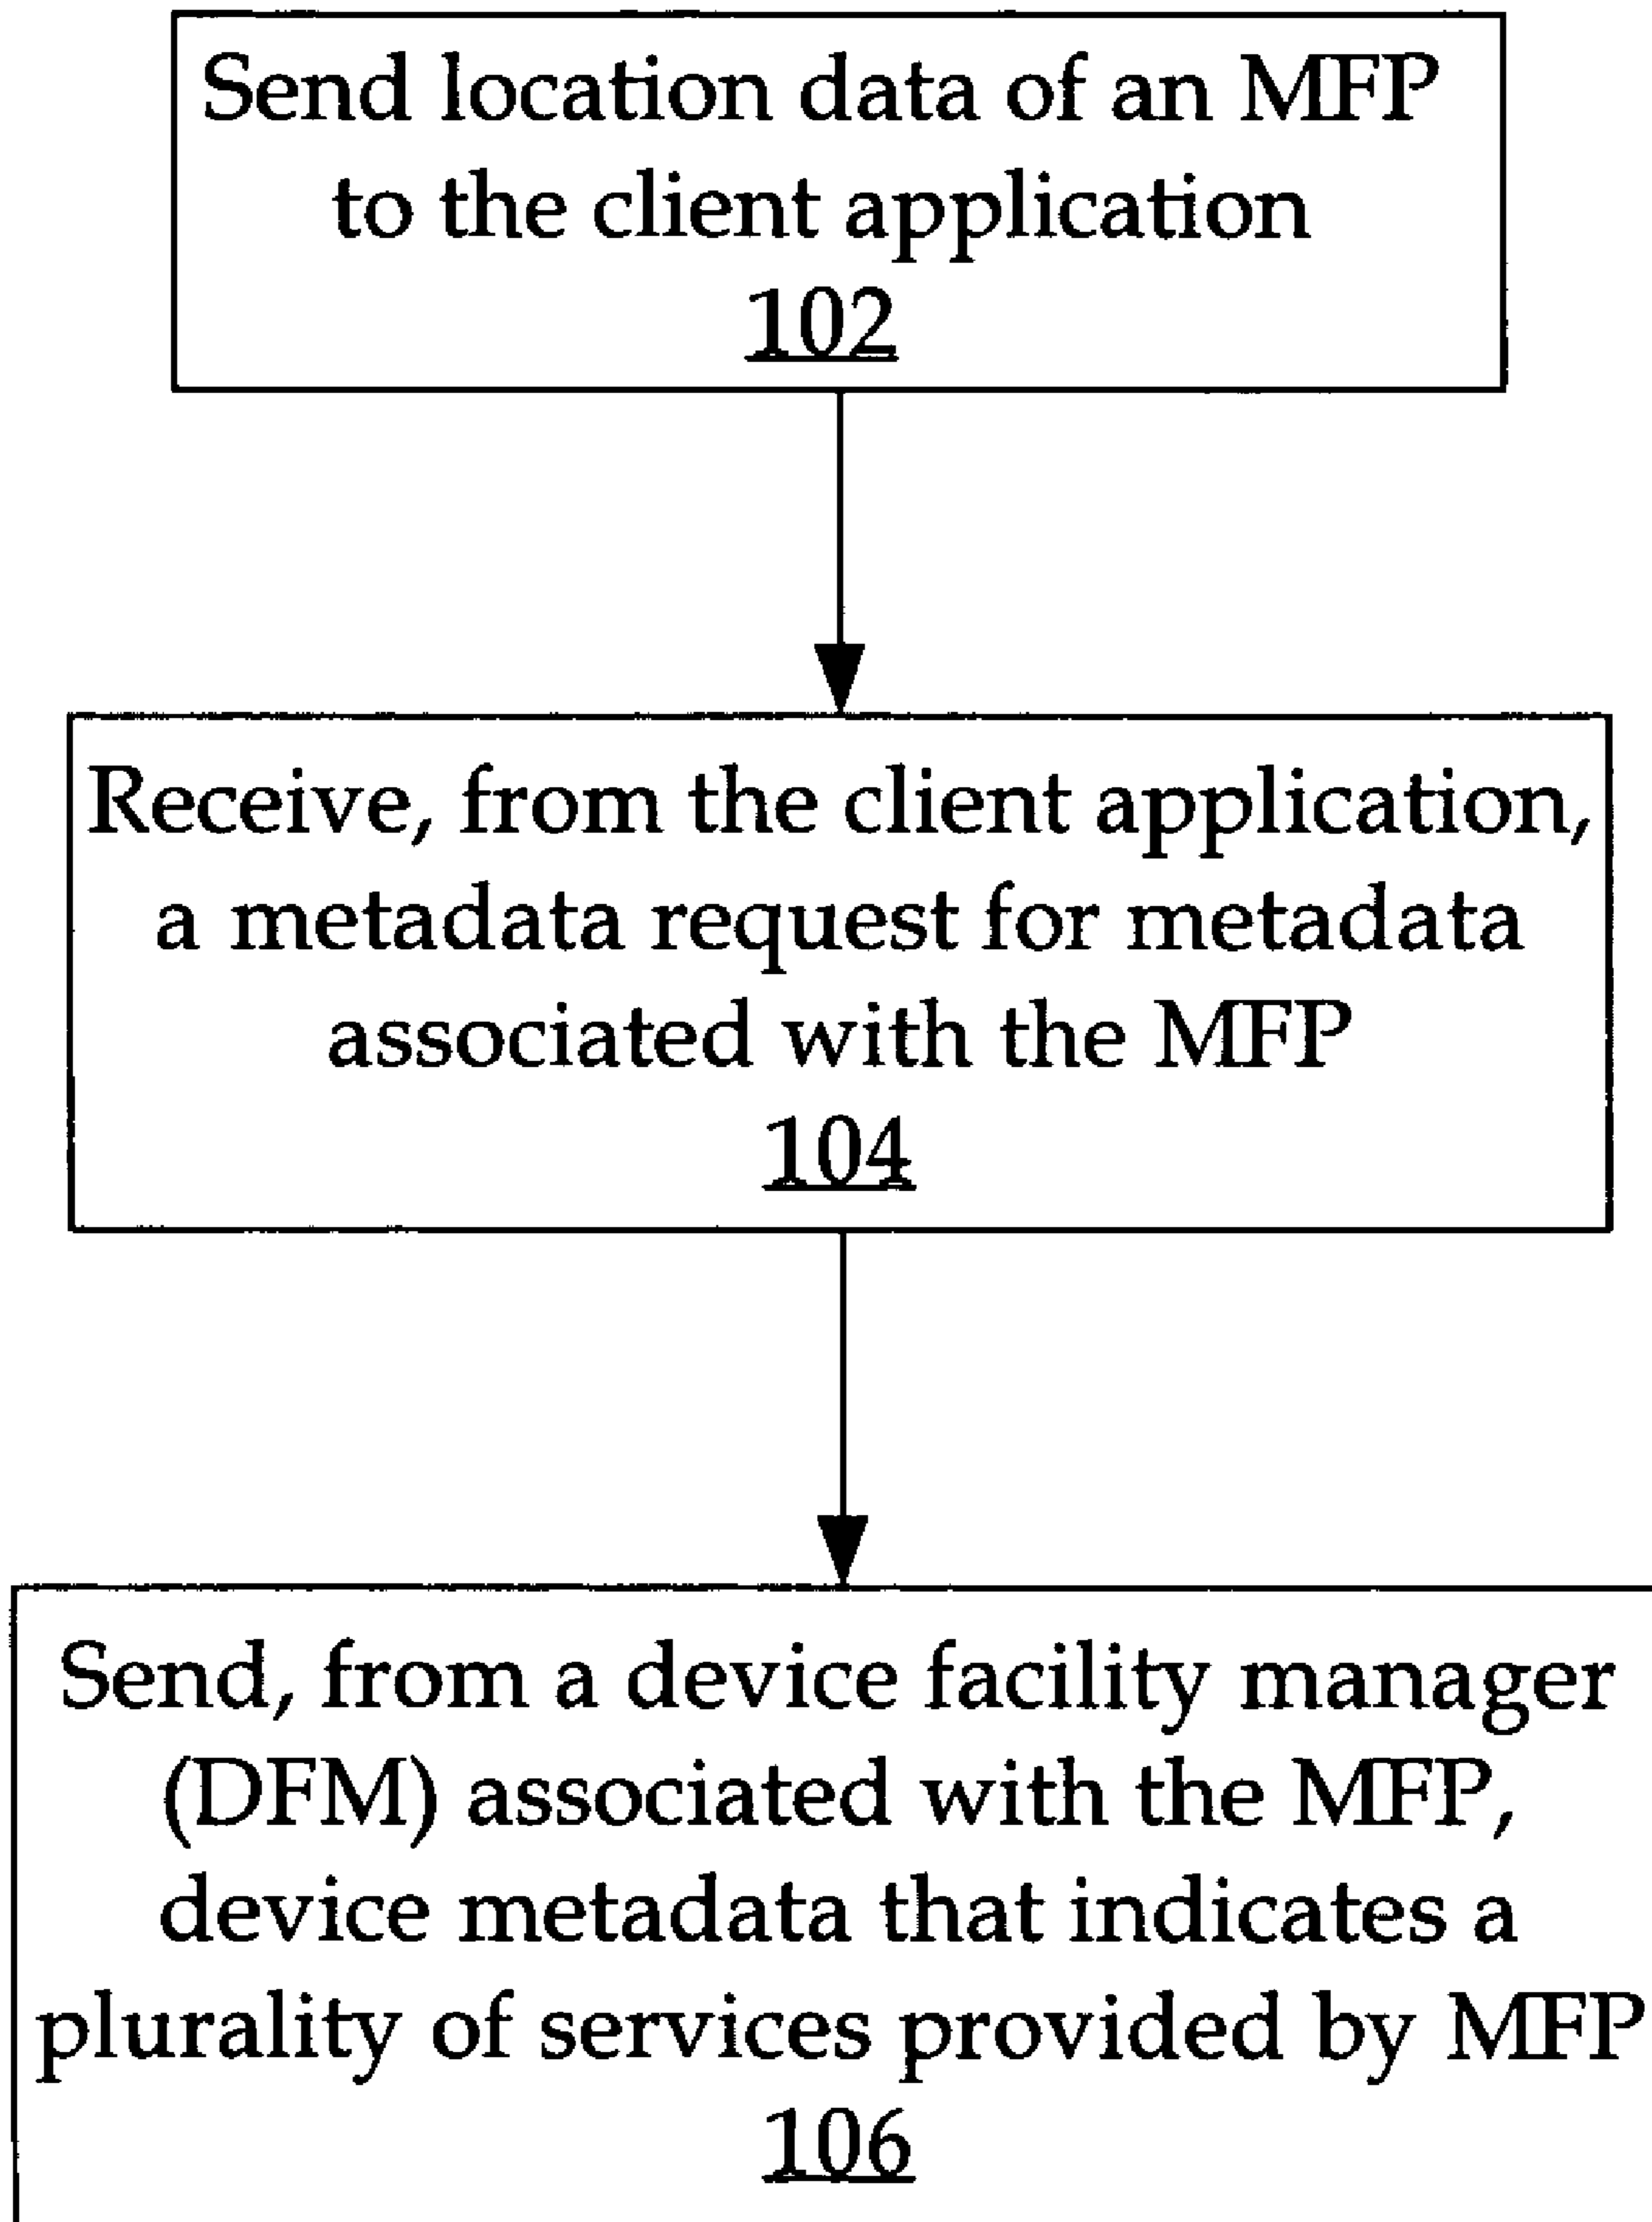 Send location data of an MFP
to the client application
102
Receive, from the client application,
a metadata request for metadata
associated with the MFP
104
Send, from a device facility manager
(DFM) associated with the MFP,
device metadata that indicates a
plurality of services provided by MFP
106